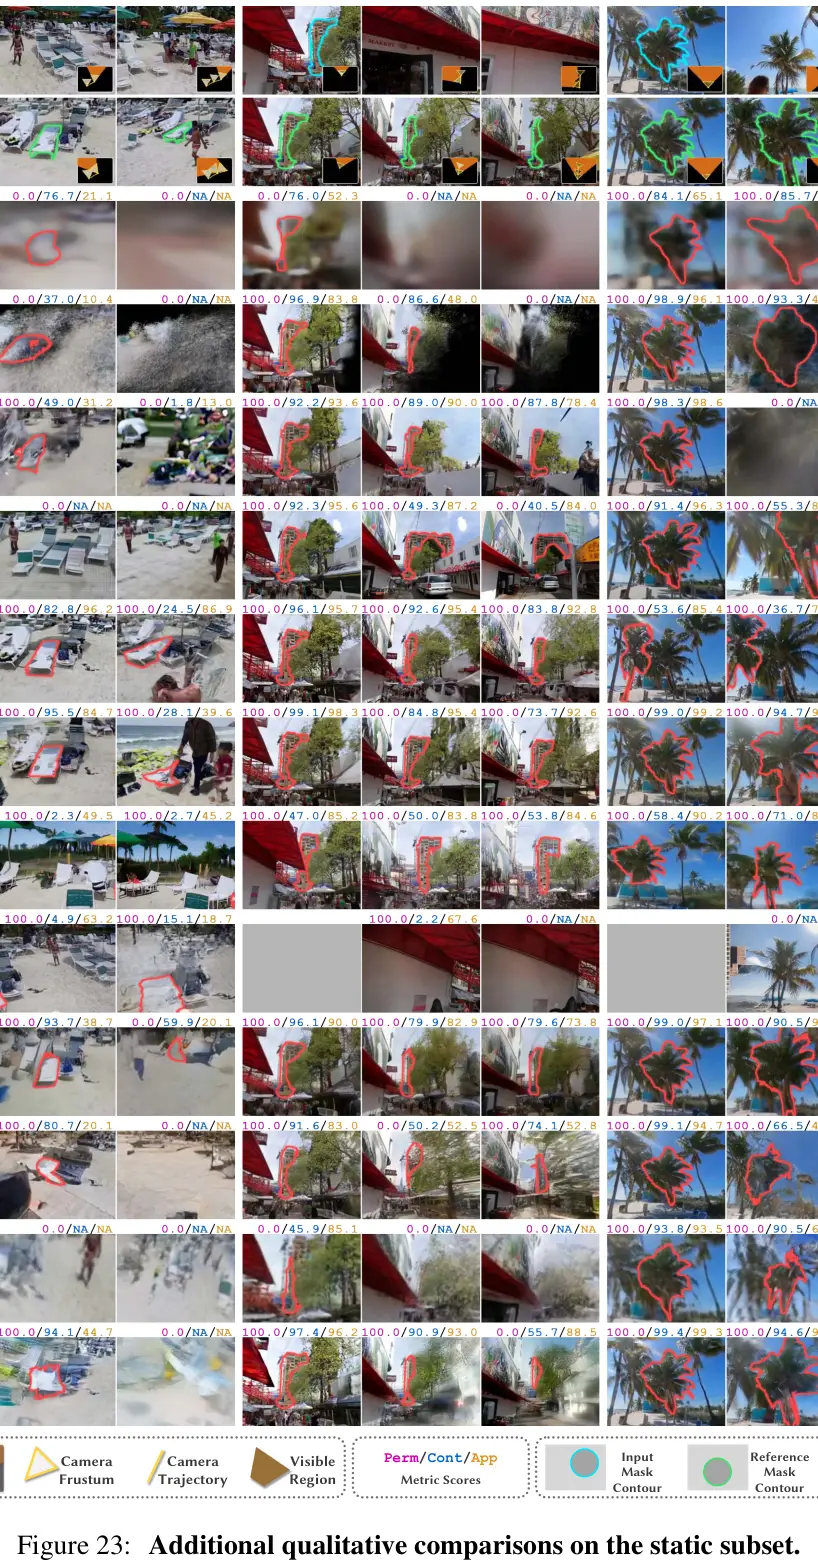 0.0/76.7/21.1 0.0/NA/NA 0.0/76.0/52.3 0.0/NA/NA 0.0/NA/NA 100.0/84.1/65.1 100.0/85.7/
0.0/37.0/10.4 0.0/NA/NA 100.0/96.9/83.8 0.0/86.6/48.0 0.0/NA/NA 100.0/98.9/96.1 100.0/93.3/4
100.0/49.0/31.2 0.0/1.8/13.0 100.0/92.2/93.6 100.0/89.0/90.0 100.0/87.8/78.4 100.0/98.3/98.6 0.0/NA/
0.0/NA/NA 0.0/NA/NA 100.0/92.3/95.6 100.0/49.3/87.2 0.0/40.5/84.0 100.0/91.4/96.3 100.0/55.3/8
100.0/82.8/96.2 100.0/24.5/86.9 100.0/96.1/95.7 100.0/92.6/95.4 100.0/83.8/92.8 100.0/53.6/85.4 100.0/36.7/7
100.0/95.5/84.7 100.0/28.1/39.6 100.0/99.1/98.3 100.0/84.8/95.4 100.0/73.7/92.6 100.0/99.0/99.2 100.0/94.7/9
100.0/2.3/49.5 100.0/2.7/45.2 100.0/47.0/85.2 100.0/50.0/83.8 100.0/53.8/84.6 100.0/58.4/90.2 100.0/71.0/8
100.0/4.9/63.2 100.0/15.1/18.7 100.0/2.2/67.6 0.0/NA/NA 0.0/NA
100.0/93.7/38.7 0.0/59.9/20.1 100.0/96.1/90.0 100.0/79.9/82.9 100.0/79.6/73.8 100.0/99.0/97.1 100.0/90.5/9
100.0/80.7/20.1 0.0/NA/NA 100.0/91.6/83.0 0.0/50.2/52.5 100.0/74.1/52.8 100.0/99.1/94.7 100.0/66.5/4
0.0/NA/NA 0.0/NA/NA 0.0/45.9/85.1 0.0/NA/NA 0.0/NA/NA 100.0/93.8/93.5 100.0/90.5/6
100.0/94.1/44.7 0.0/NA/NA 100.0/97.4/96.2 100.0/90.9/93.0 0.0/55.7/88.5 100.0/99.4/99.3 100.0/94.6/9
Camera
Frustum
Camera
Trajectory
Visible
Region
Perm/Cont/App
Metric Scores
Input
Mask
Contour
Reference
Mask
Contour
Figure 23: Additional qualitative comparisons on the static subset.